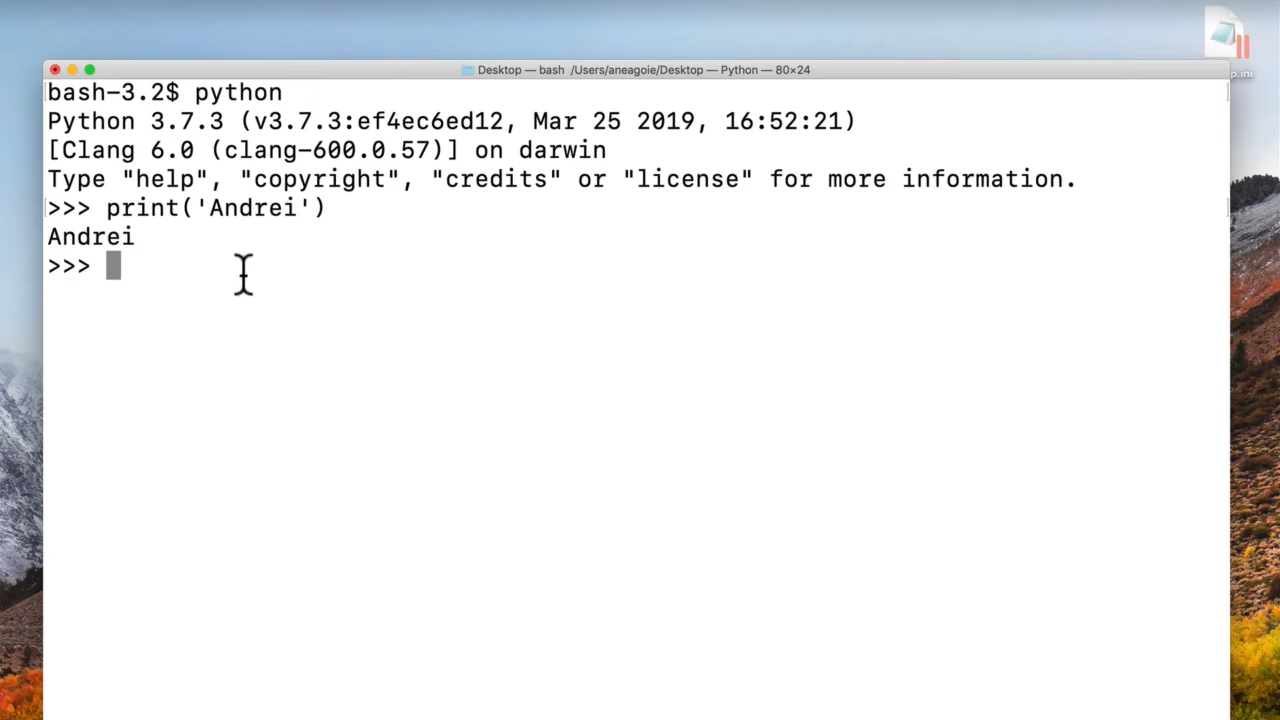 p.ini
Desktop — bash /Users/aneagoie/Desktop — Python — 80×24
bash-3.2$ python
Python 3.7.3 (v3.7.3:ef4ec6ed12, Mar 25 2019, 16:52:21)
[Clang 6.0 (clang-600.0.57)] on darwin
Type "help", "copyright", "credits" or "license" for more information.
>>> print('Andrei')
Andrei
>>>